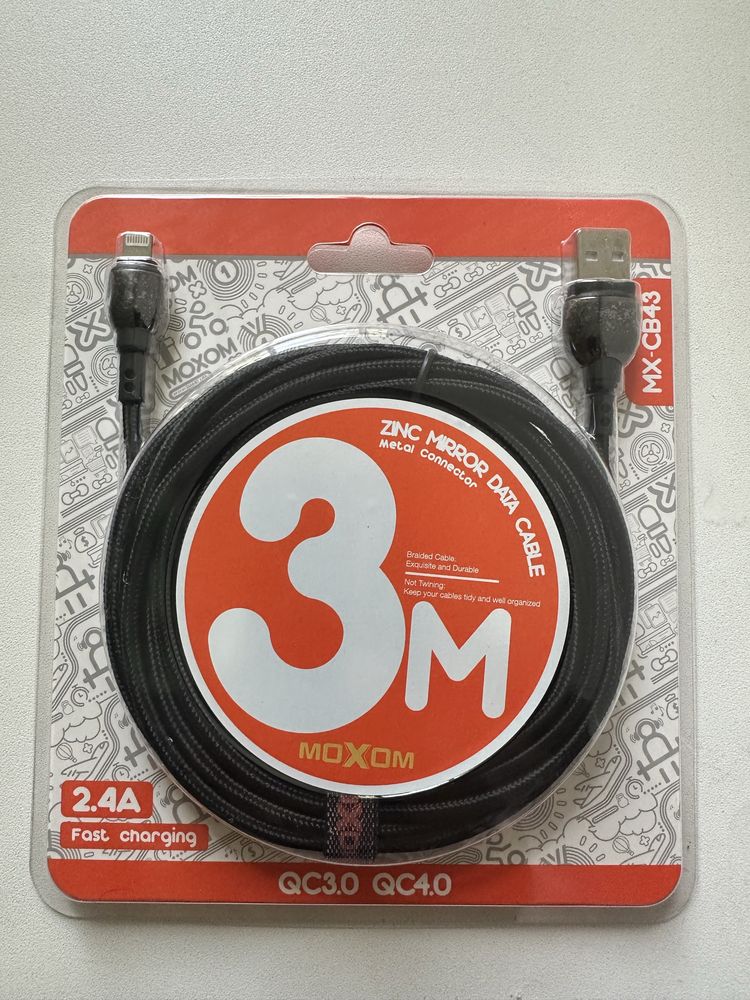 MX-CB43
MOXOM
ZINC MIRROR DATA CABLE
Metal Connector
Braided Cable:
Exquisite and Durable
Not Twining:
Keep your cables tidy and well organized
3M
MOXOM
2.4A
Fast charging
QC3.0 QC4.0